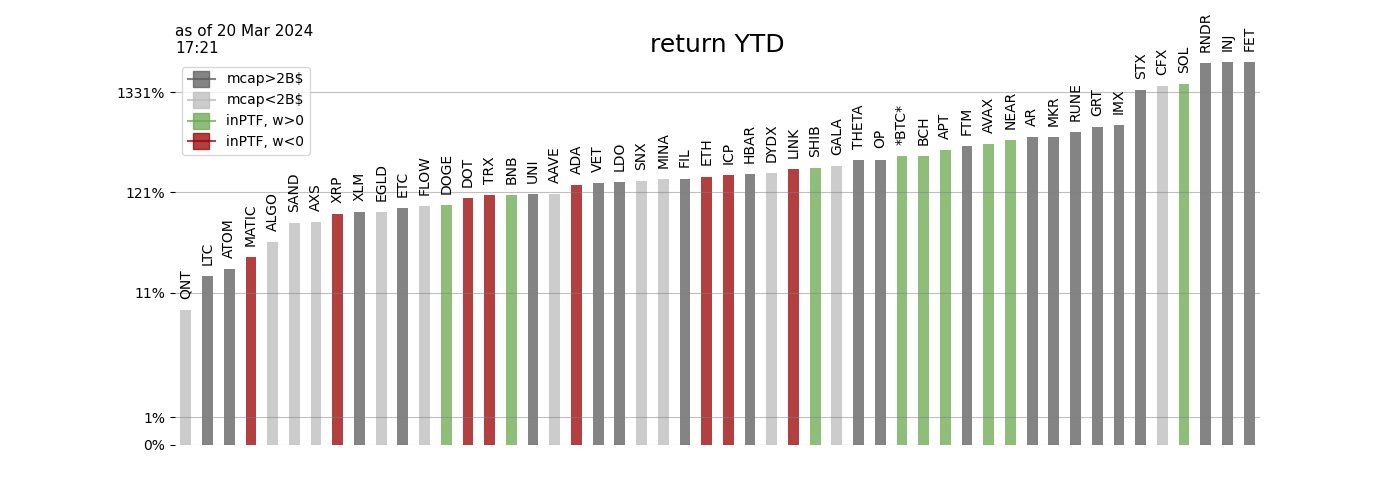 as of 20 Mar 2024
17:21
return YTD
mcap>2B$
mcap<2B$
inPTF, w>0
inPTF, w<0
1331%
121%
11%
1%
0%
QNT
LTC
ATOM
MATIC
ALGO
SAND
AXS
XRP
XLM
EGLD
ETC
FLOW
DOGE
DOT
TRX
BNB
UNI
AAVE
ADA
VET
LDO
SNX
MINA
FIL
ETH
ICP
HBAR
DYDX
LINK
SHIB
GALA
THETA
OP
*BTC*
BCH
APT
FTM
AVAX
NEAR
AR
MKR
RUNE
GRT
IMX
STX
CFX
SOL
RNDR
INJ
FET